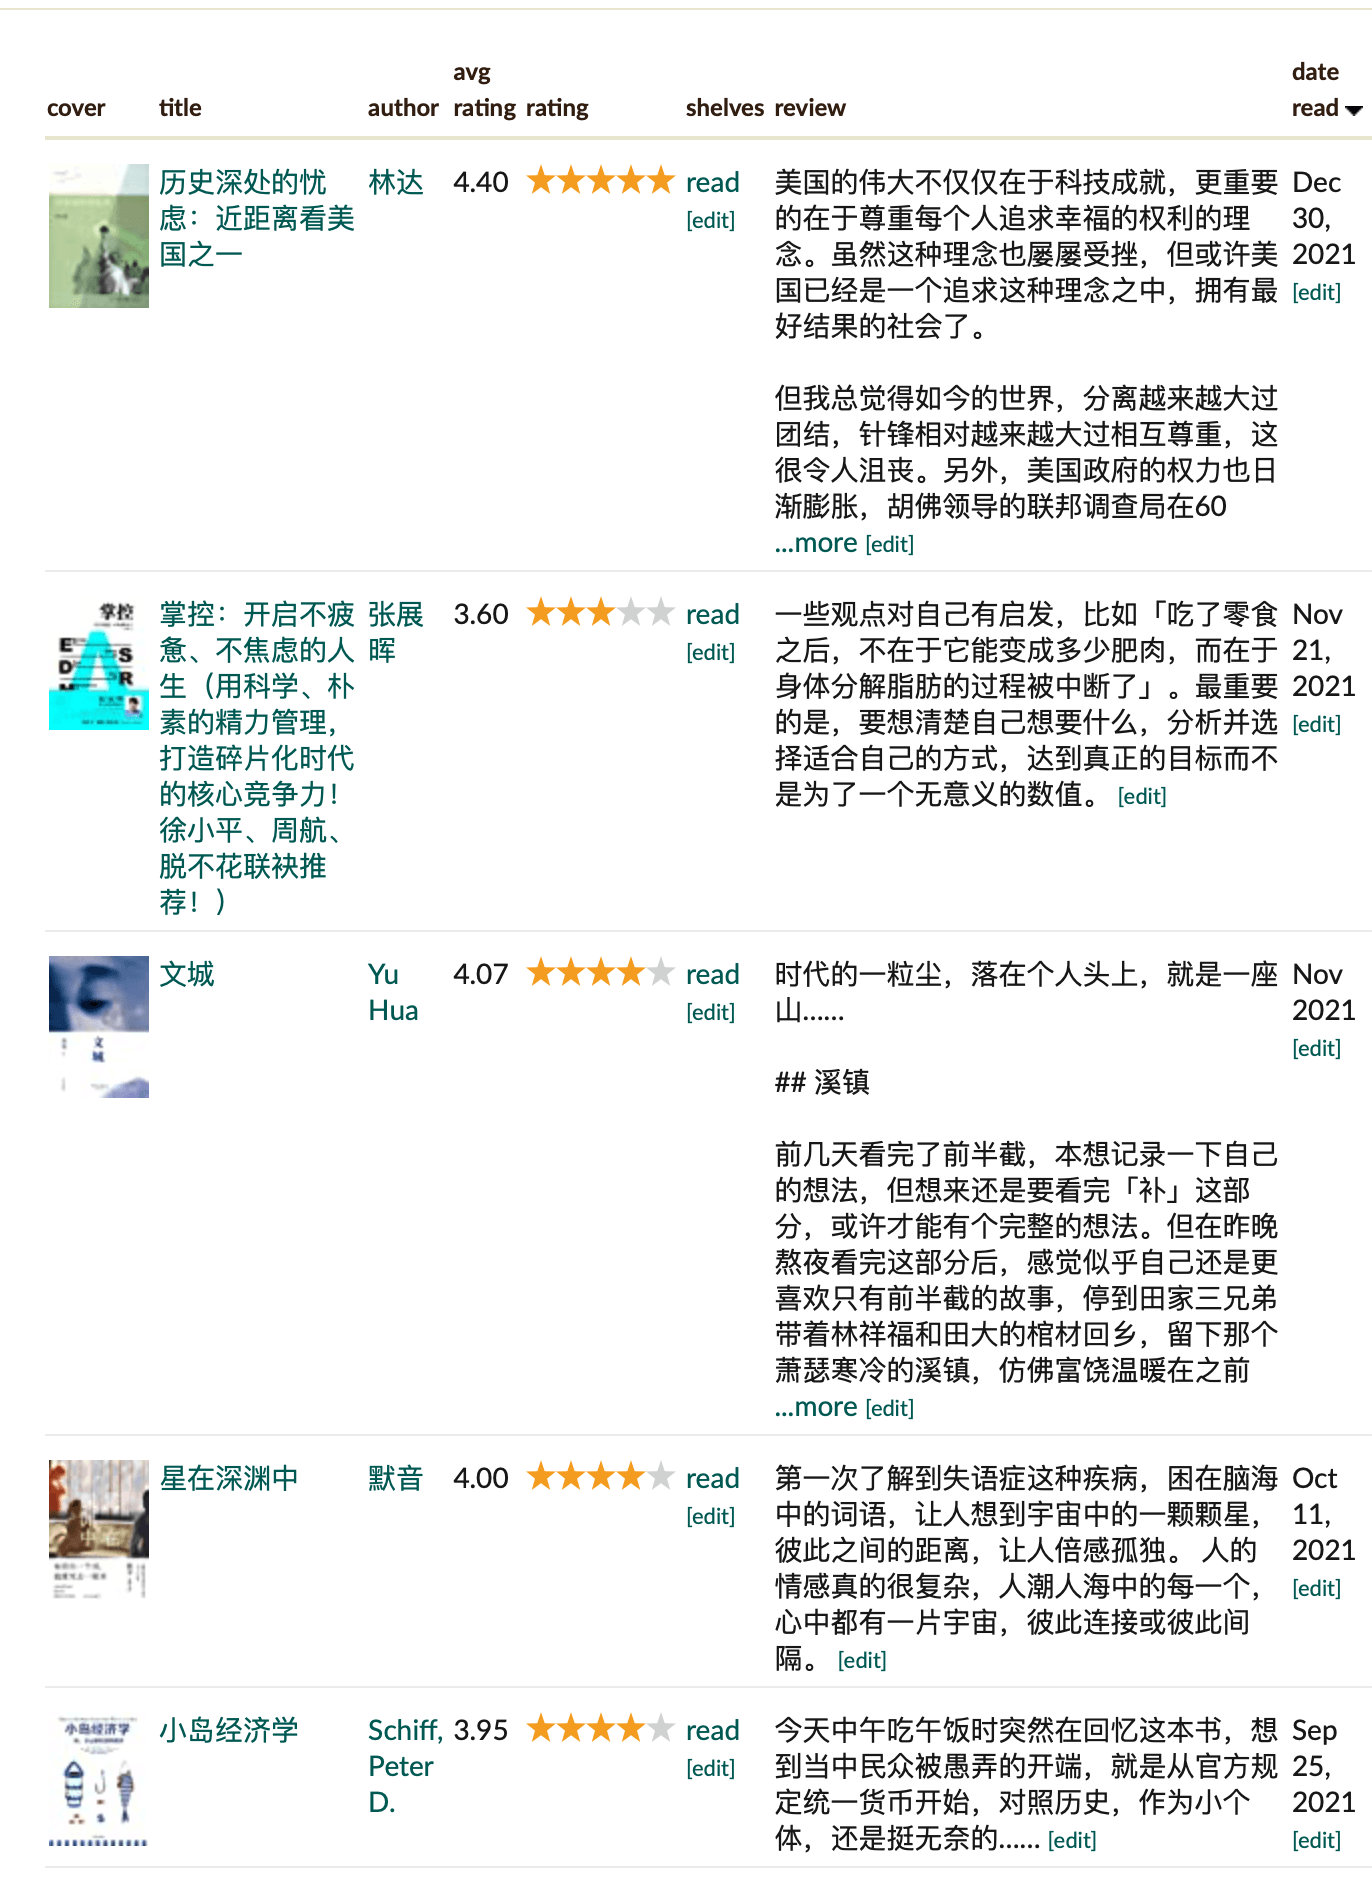 cover title author avg rating rating shelves review date read
历史深处的忧
虑：近距离看美
国之一
林达
4.40
read
[edit]
美国的伟大不仅仅在于科技成就，更重要
的在于尊重每个人追求幸福的权利的理
念。虽然这种理念也屡屡受挫，但或许美
国已经是一个追求这种理念之中，拥有最
好结果的社会了。
但我总觉得如今的世界，分离越来越大过
团结，针锋相对越来越大过相互尊重，这
很令人沮丧。另外，美国政府的权力也日
渐膨胀，胡佛领导的联邦调查局在60
...more [edit]
Dec
30,
2021
[edit]
掌控
掌控：开启不疲
惫、不焦虑的人
生（用科学、朴
素的精力管理，
打造碎片化时代
的核心竞争力！
徐小平、周航、
脱不花联袂推
荐！）
张展
晖
3.60
read
[edit]
一些观点对自己有启发，比如「吃了零食
之后，不在于它能变成多少肥肉，而在于
身体分解脂肪的过程被中断了」。最重要
的是，要想清楚自己想要什么，分析并选
择适合自己的方式，达到真正的目标而不
是为了一个无意义的数值。 [edit]
Nov
21,
2021
[edit]
文城
文城
Yu
Hua
4.07
read
[edit]
时代的一粒尘，落在个人头上，就是一座
山……
## 溪镇
前几天看完了前半截，本想记录一下自己
的想法，但想来还是要看完「补」这部
分，或许才能有个完整的想法。但在昨晚
熬夜看完这部分后，感觉似乎自己还是更
喜欢只有前半截的故事，停到田家三兄弟
带着林祥福和田大的棺材回乡，留下那个
萧瑟寒冷的溪镇，仿佛富饶温暖在之前
...more [edit]
Nov
2021
[edit]
星在深渊中
默音
4.00
read
[edit]
第一次了解到失语症这种疾病，困在脑海
中的词语，让人想到宇宙中的一颗颗星，
彼此之间的距离，让人倍感孤独。 人的
情感真的很复杂，人潮人海中的每一个，
心中都有一片宇宙，彼此连接或彼此间
隔。 [edit]
Oct
11,
2021
[edit]
小岛经济学
小岛经济学
Schiff,
Peter
D.
3.95
read
[edit]
今天中午吃午饭时突然在回忆这本书，想
到当中民众被愚弄的开端，就是从官方规
定统一货币开始，对照历史，作为小个
体，还是挺无奈的…… [edit]
Sep
25,
2021
[edit]